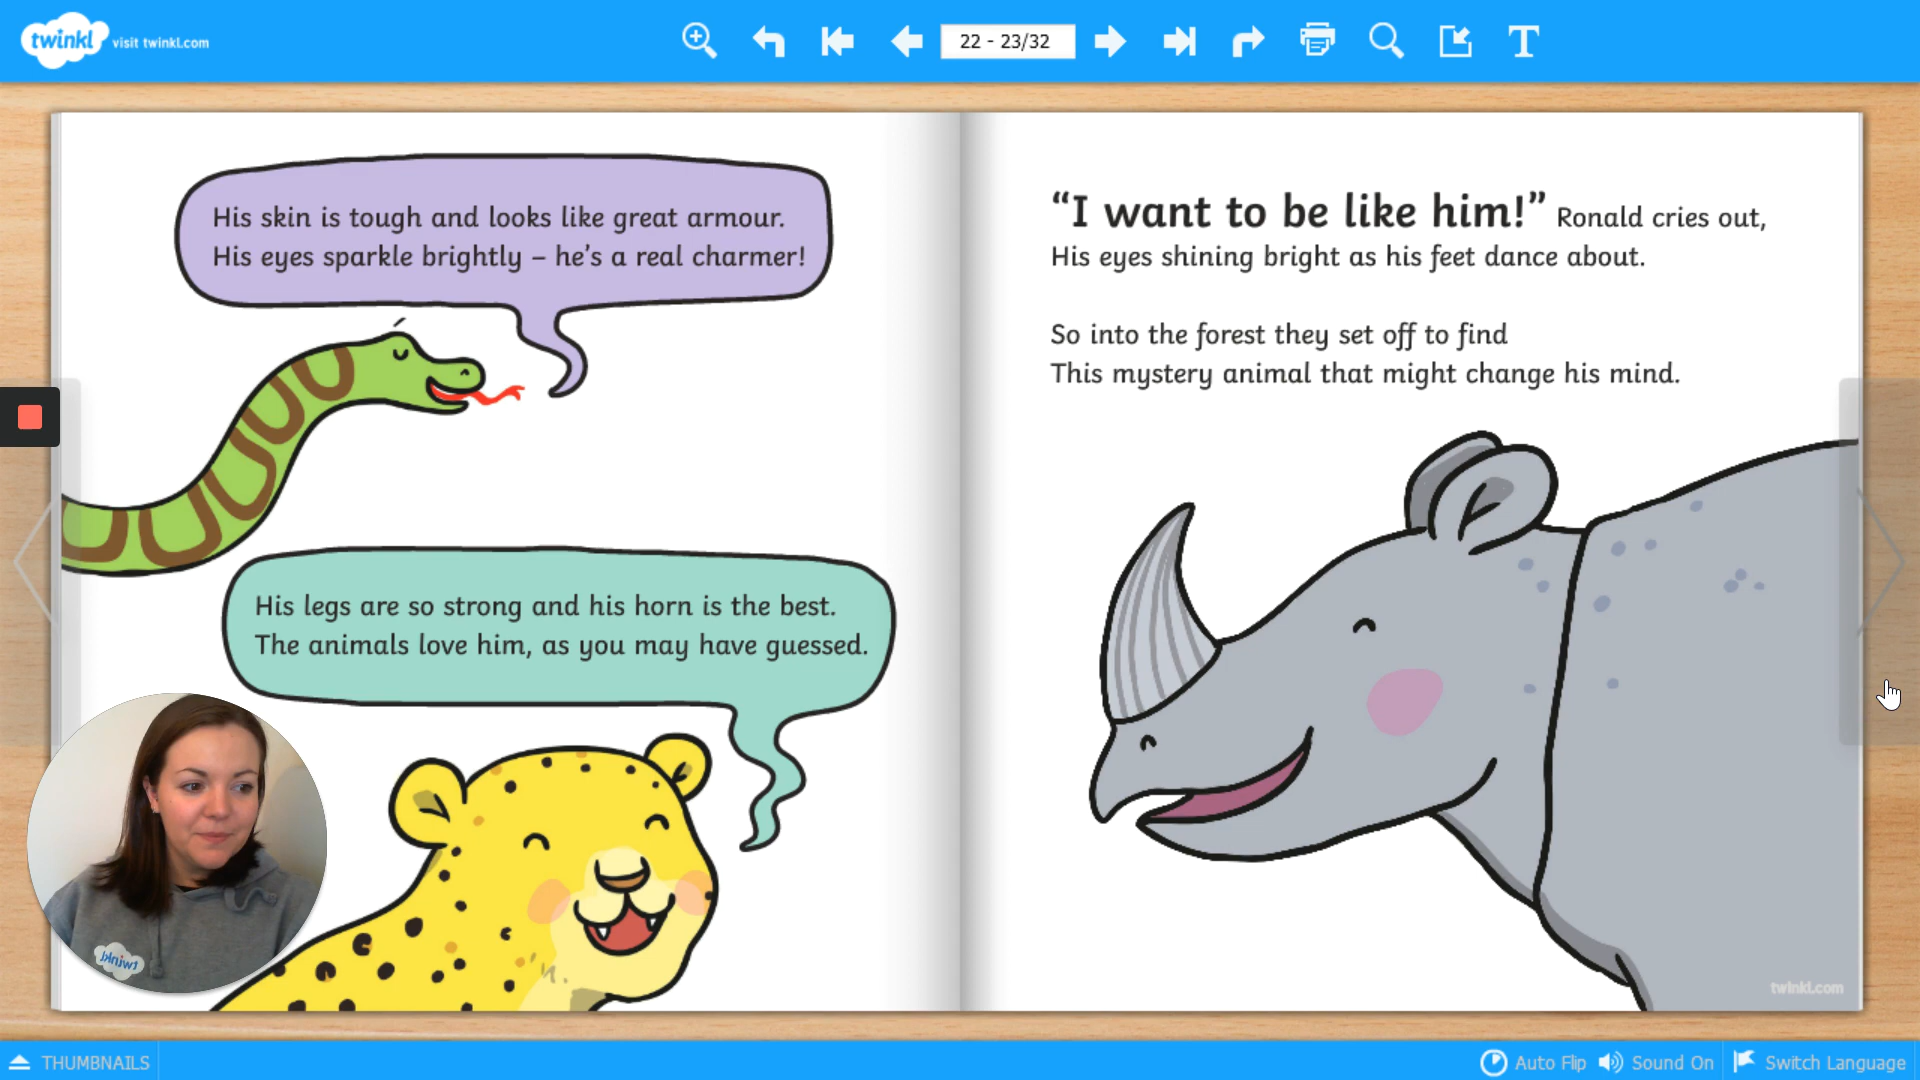 twinkl visit twinkl.com
22 - 23/32
T
His skin is tough and looks like great armour.
His eyes sparkle brightly – he's a real charmer!
His legs are so strong and his horn is the best.
The animals love him, as you may have guessed.
twinkl
“I want to be like him!” Ronald cries out,
His eyes shining bright as his feet dance about.
So into the forest they set off to find
This mystery animal that might change his mind.
twinkl.com
THUMBNAILS
Auto Flip
Sound On
Switch Language